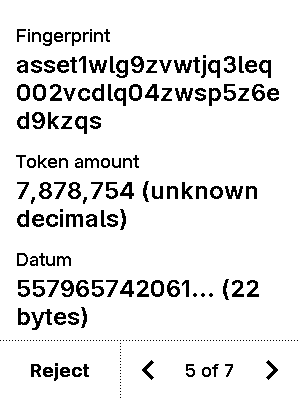 Fingerprint
asset1wlg9zvwtjq3leq
002vcdlq04zwsp5z6e
d9kzqs
Token amount
7,878,754 (unknown
decimals)
Datum
557965742061... (22
bytes)
Reject
5 of 7